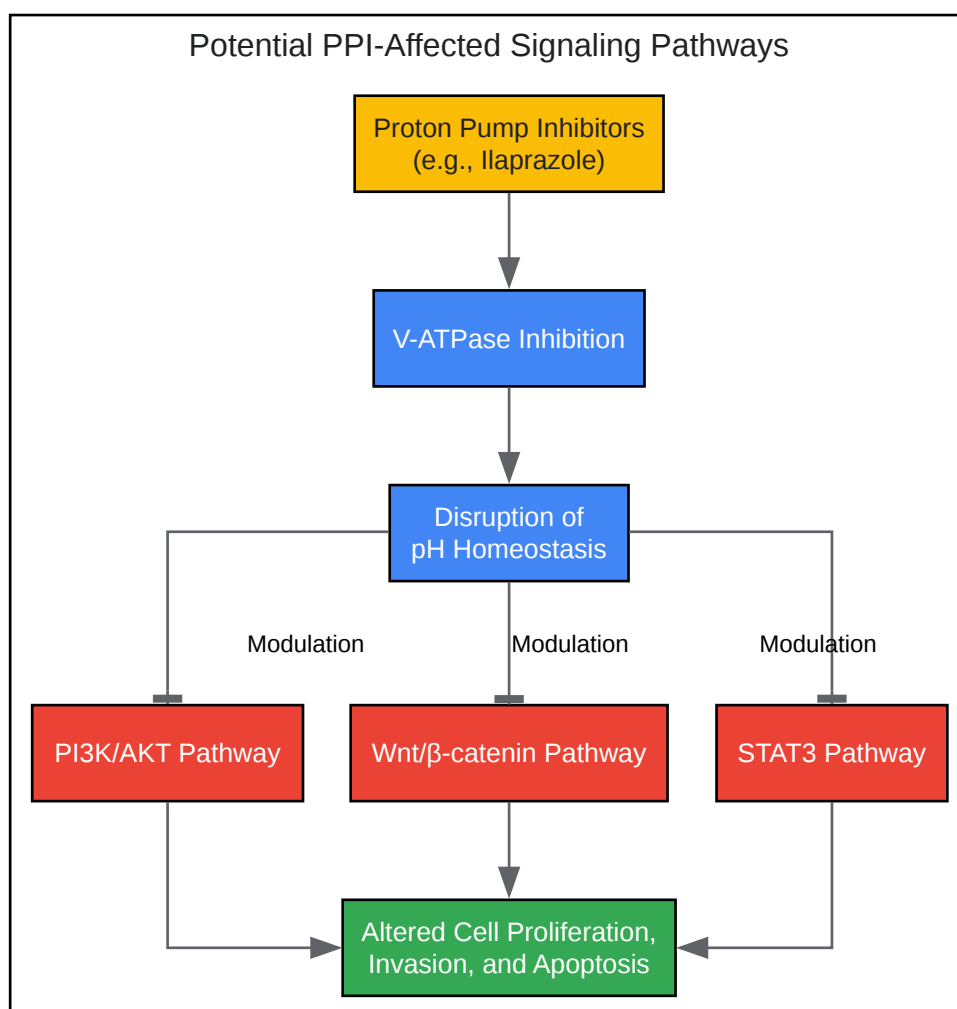 Potential PPI-Affected Signaling Pathways
Proton Pump Inhibitors
(e.g., Ilaprazole)
V-ATPase Inhibition
Disruption of
pH Homeostasis
Modulation
Modulation
Modulation
PI3K/AKT Pathway
Wnt/β-catenin Pathway
STAT3 Pathway
Altered Cell Proliferation,
Invasion, and Apoptosis